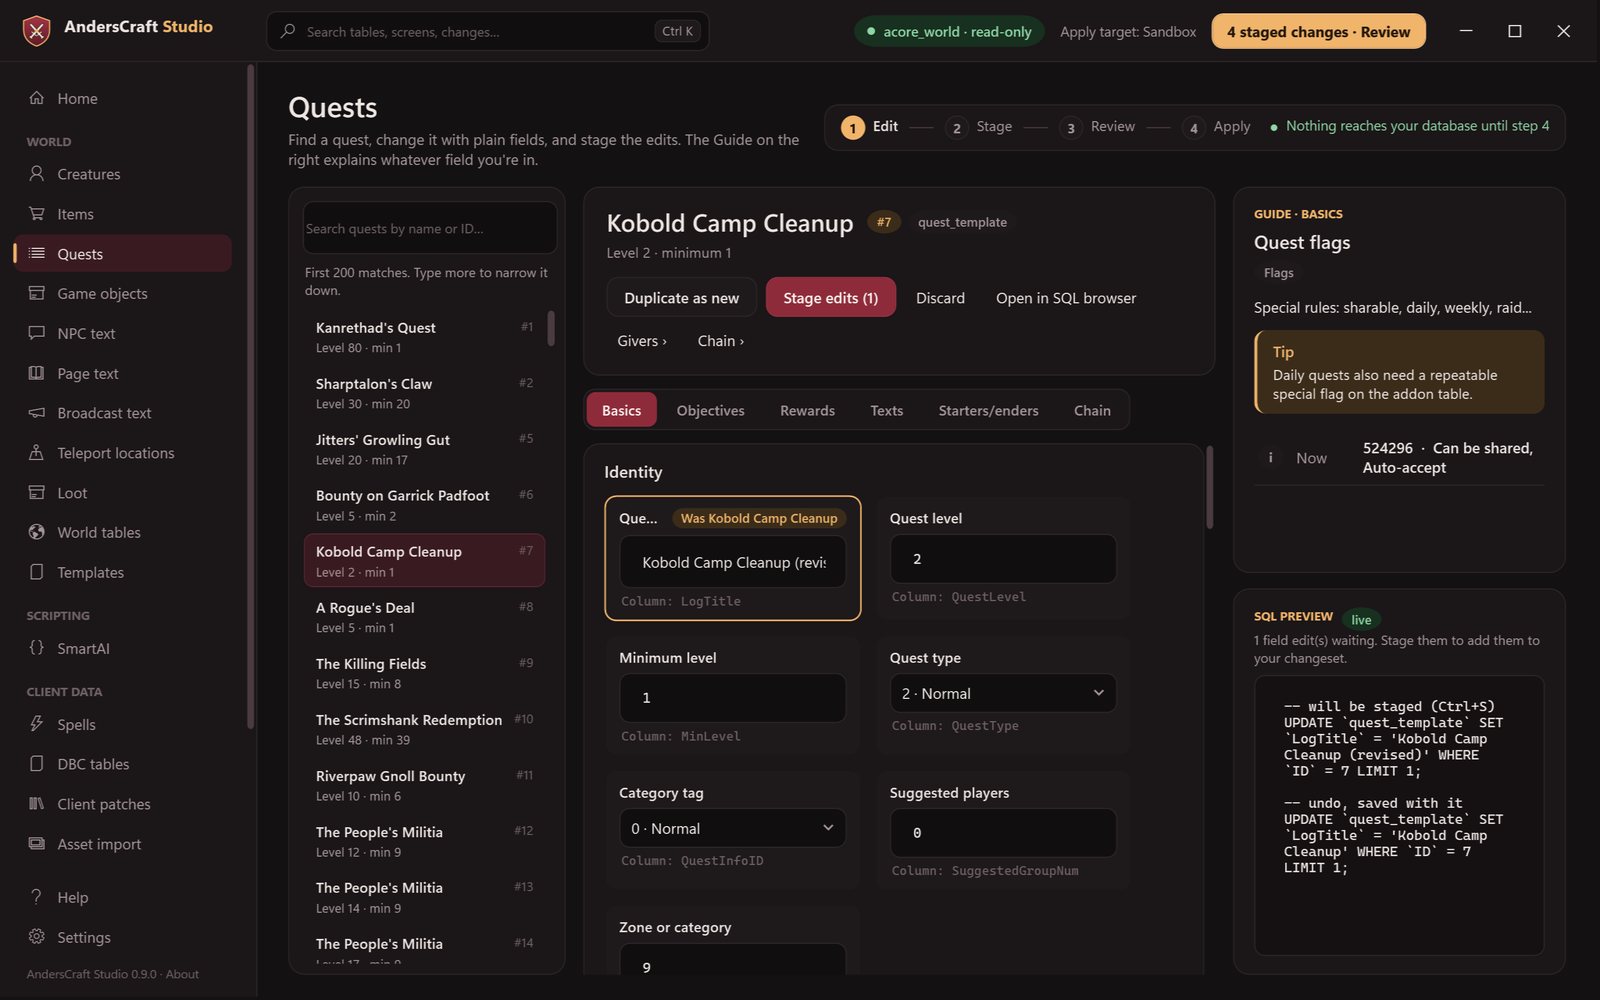 AndersCraft Studio
Search tables, screens, changes...
Ctrl K
acore_world · read-only
Apply target: Sandbox
4 staged changes · Review
Home
WORLD
Creatures
Items
Quests
Game objects
NPC text
Page text
Broadcast text
Teleport locations
Loot
World tables
Templates
SCRIPTING
SmartAI
CLIENT DATA
Spells
DBC tables
Client patches
Asset import
Help
Settings
AndersCraft Studio 0.9.0 · About
Quests
Find a quest, change it with plain fields, and stage the edits. The Guide on the
right explains whatever field you're in.
1 Edit
2 Stage
3 Review
4 Apply
Nothing reaches your database until step 4
Search quests by name or ID...
First 200 matches. Type more to narrow it
down.
Kanrethad's Quest #1
Level 80 · min 1
Sharptalon's Claw #2
Level 30 · min 20
Jitters' Growling Gut #5
Level 20 · min 17
Bounty on Garrick Padfoot #6
Level 5 · min 2
Kobold Camp Cleanup #7
Level 2 · min 1
A Rogue's Deal #8
Level 5 · min 1
The Killing Fields #9
Level 15 · min 8
The Scrimshank Redemption #10
Level 48 · min 39
Riverpaw Gnoll Bounty #11
Level 10 · min 6
The People's Militia #12
Level 12 · min 9
The People's Militia #13
Level 14 · min 9
The People's Militia #14
Level 17 · min 9
Kobold Camp Cleanup #7 quest_template
Level 2 · minimum 1
Duplicate as new
Stage edits (1)
Discard
Open in SQL browser
Givers ›
Chain ›
Basics
Objectives
Rewards
Texts
Starters/enders
Chain
Identity
Que... Was Kobold Camp Cleanup
Kobold Camp Cleanup (revis
Column: LogTitle
Quest level
2
Column: QuestLevel
Minimum level
1
Column: MinLevel
Quest type
2 · Normal
Column: QuestType
Category tag
0 · Normal
Column: QuestInfoID
Suggested players
0
Column: SuggestedGroupNum
Zone or category
9
GUIDE · BASICS
Quest flags
Flags
Special rules: sharable, daily, weekly, raid...
Tip
Daily quests also need a repeatable
special flag on the addon table.
i Now 524296 · Can be shared,
Auto-accept
SQL PREVIEW live
1 field edit(s) waiting. Stage them to add them to
your changeset.
-- will be staged (Ctrl+S)
UPDATE `quest_template` SET
`LogTitle` = 'Kobold Camp
Cleanup (revised)' WHERE
`ID` = 7 LIMIT 1;
-- undo, saved with it
UPDATE `quest_template` SET
`LogTitle` = 'Kobold Camp
Cleanup' WHERE `ID` = 7
LIMIT 1;